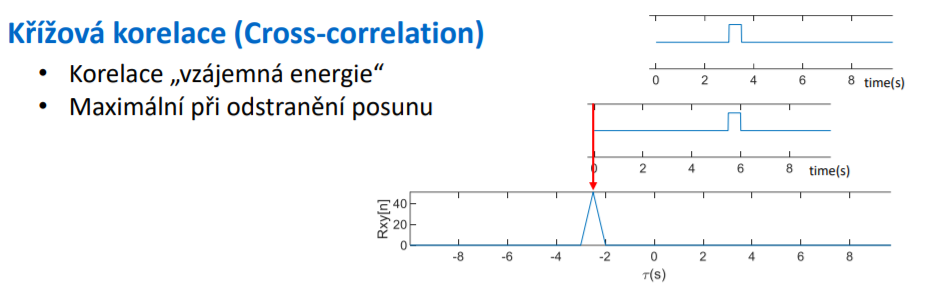 Křížová korelace (Cross-correlation)
• Korelace „vzájemná energie“
• Maximální při odstranění posunu
0 2 4 6 8 time(s)
0 2 4 6 8 time(s)
Rxy[n]
40
20
0
-8 -6 -4 -2 0 2 4 6 8
τ(s)